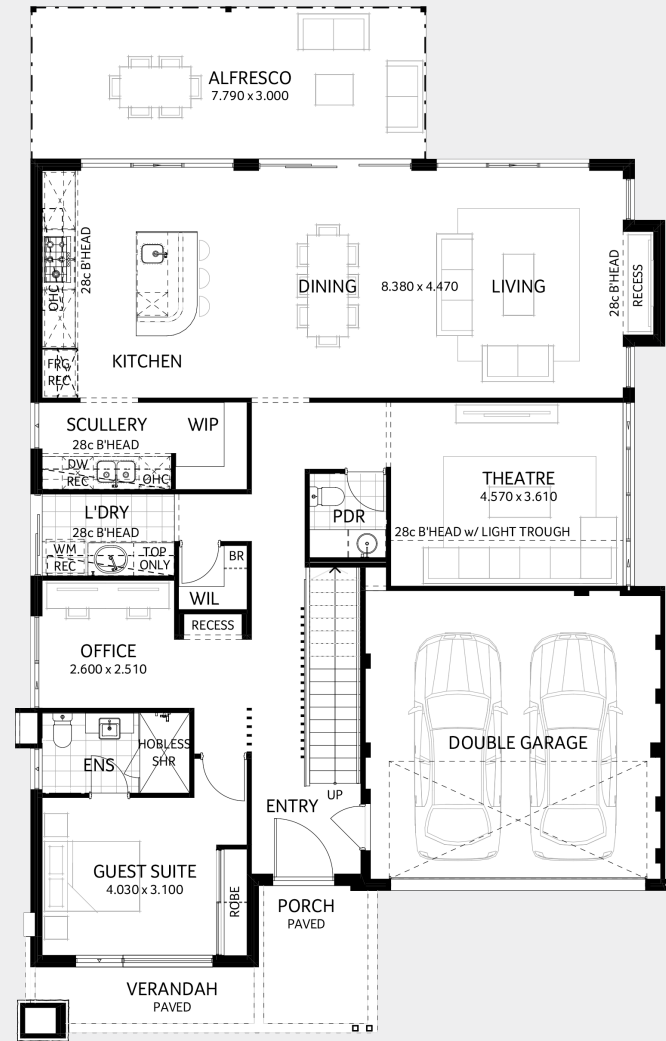 ALFRESCO
7.790 x 3.000
28c B'HEAD
OHC
DINING
8.380 x 4.470
LIVING
28c B'HEAD
RECESS
KITCHEN
FRG
REC
SCULLERY
28c B'HEAD
WIP
DW
REC
OHC
THEATRE
4.570 x 3.610
PDR
28c B'HEAD w/ LIGHT TROUGH
L'DRY
28c B'HEAD
WM
REC
TOP
ONLY
BR
WIL
RECESS
OFFICE
2.600 x 2.510
HOBLESS
SHR
ENS
DOUBLE GARAGE
UP
ENTRY
GUEST SUITE
4.030 x 3.100
ROBE
PORCH
PAVED
VERANDAH
PAVED